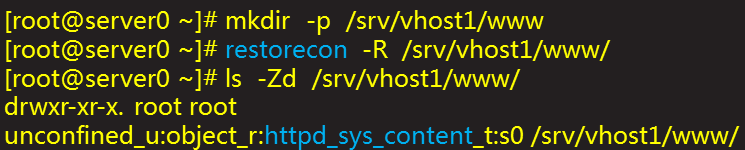 [root@server0 ~]# mkdir -p /srv/vhost1/www
[root@server0 ~]# restorecon -R /srv/vhost1/www/
[root@server0 ~]# ls -Zd /srv/vhost1/www/
drwxr-xr-x. root root
unconfined_u:object_r:httpd_sys_content_t:s0 /srv/vhost1/www/